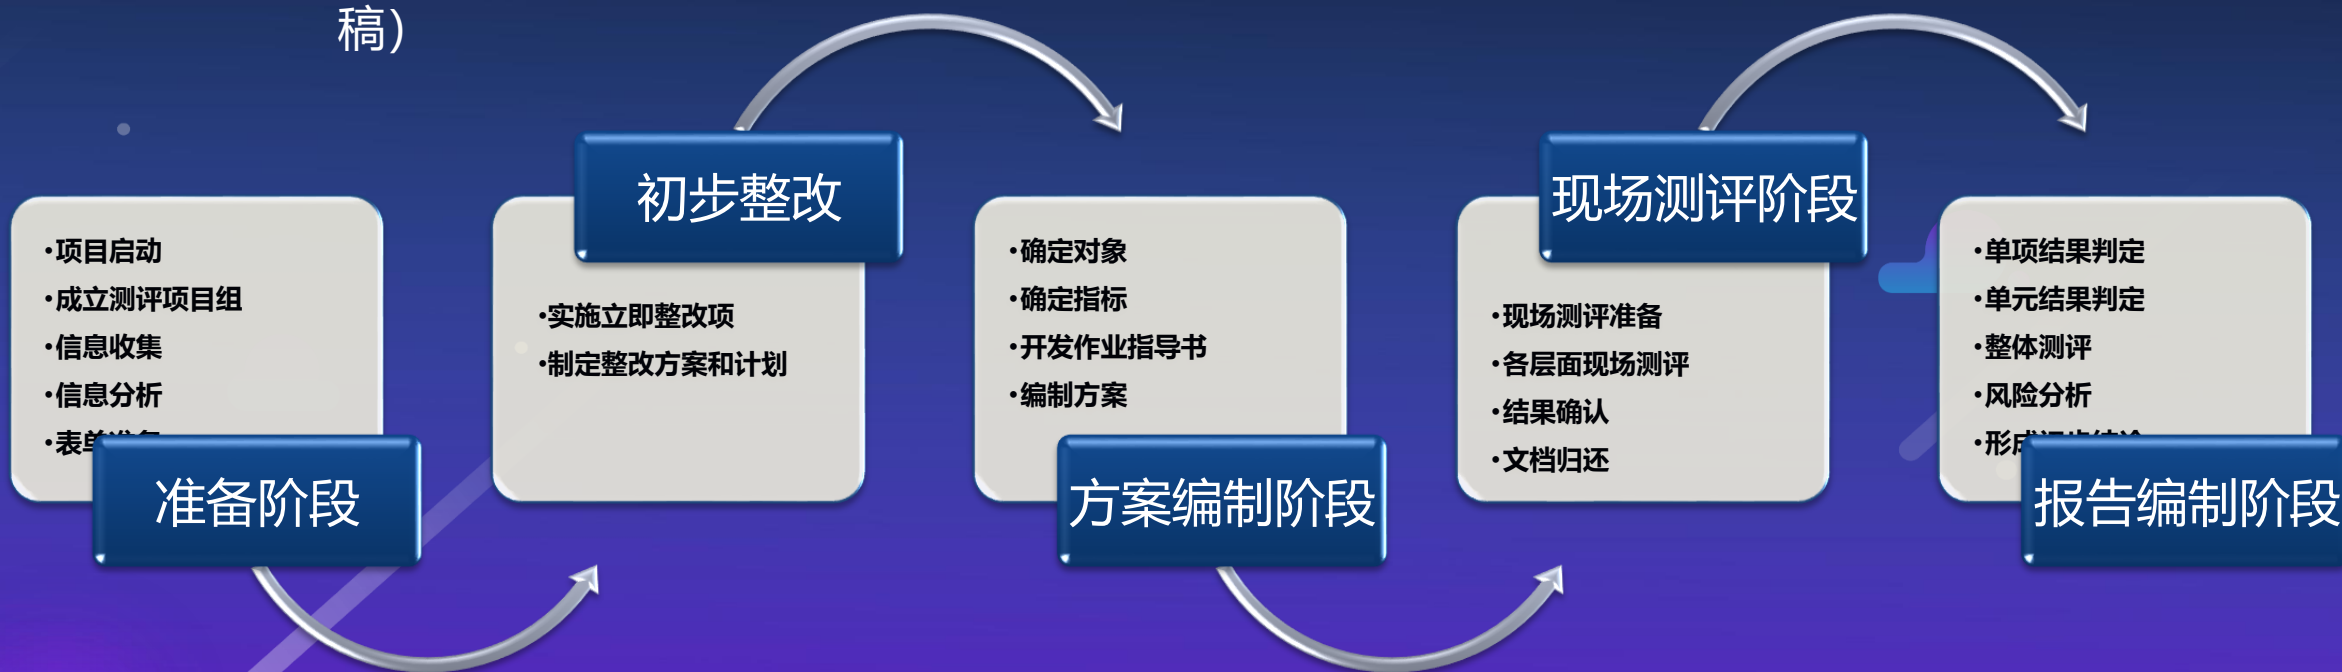 稿）
·项目启动
·成立测评项目组
·信息收集
·信息分析
·表单准备
准备阶段
初步整改
·实施立即整改项
·制定整改方案和计划
·确定对象
·确定指标
·开发作业指导书
·编制方案
方案编制阶段
现场测评阶段
·现场测评准备
·各层面现场测评
·结果确认
·文档归还
·单项结果判定
·单元结果判定
·整体测评
·风险分析
·形成
报告编制阶段